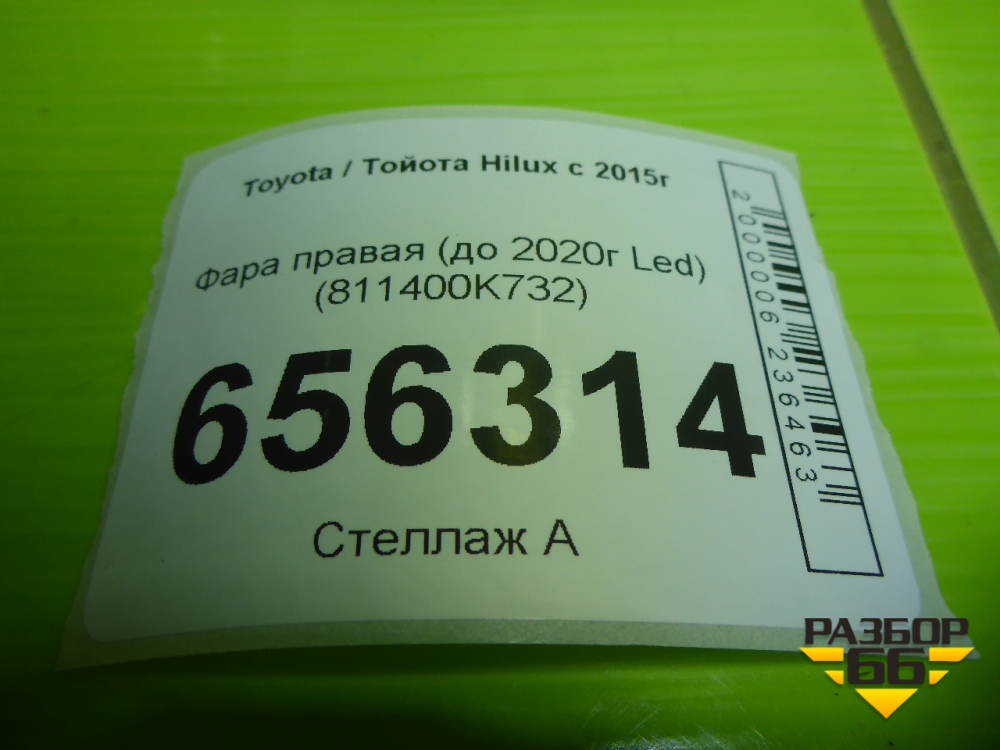 Toyota / Тойота Hilux с 2015г
Фара правая (до 2020г Led)
(811400K732)
656314
Стеллаж А
2000006236463
РАЗБОР
66